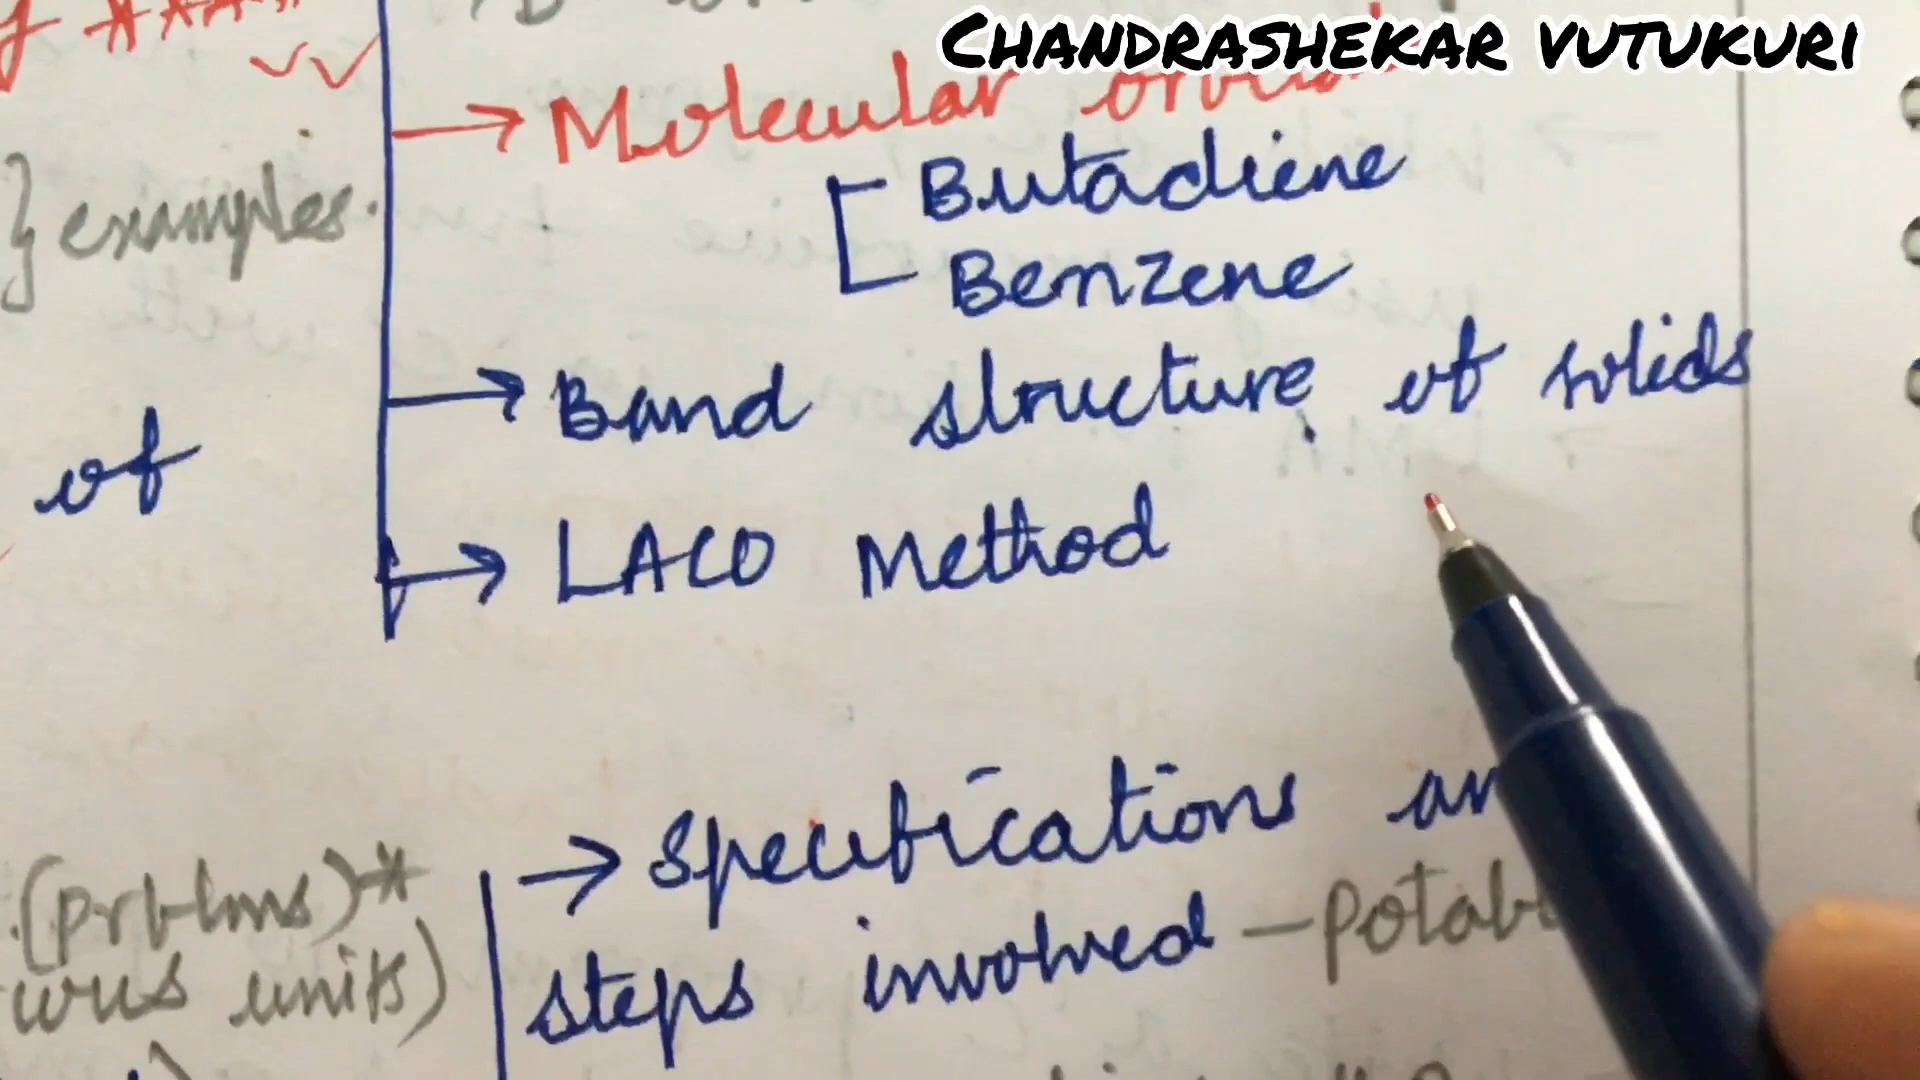 CHANDRASHEKAR VUTUKURI
→ Molecular
} examples.
Butadiene
Benzene
→ Band structure of solids
of
→ LACO Method
→ Specifications
(prblms)*
steps involved -
units)